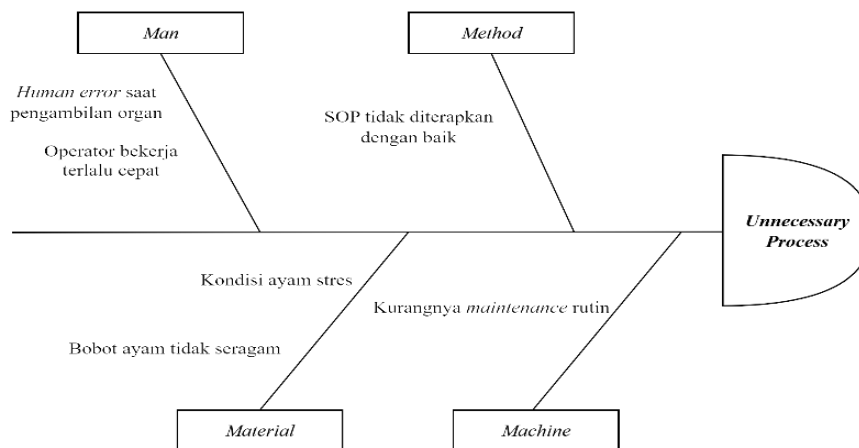 Man
Method
Human error saat
pengambilan organ
Operator bekerja
terlalu cepat
SOP tidak diterapkan
dengan baik
Unnecessary
Process
Kondisi ayam stres
Bobot ayam tidak seragam
Kurangnya maintenance rutin
Material
Machine